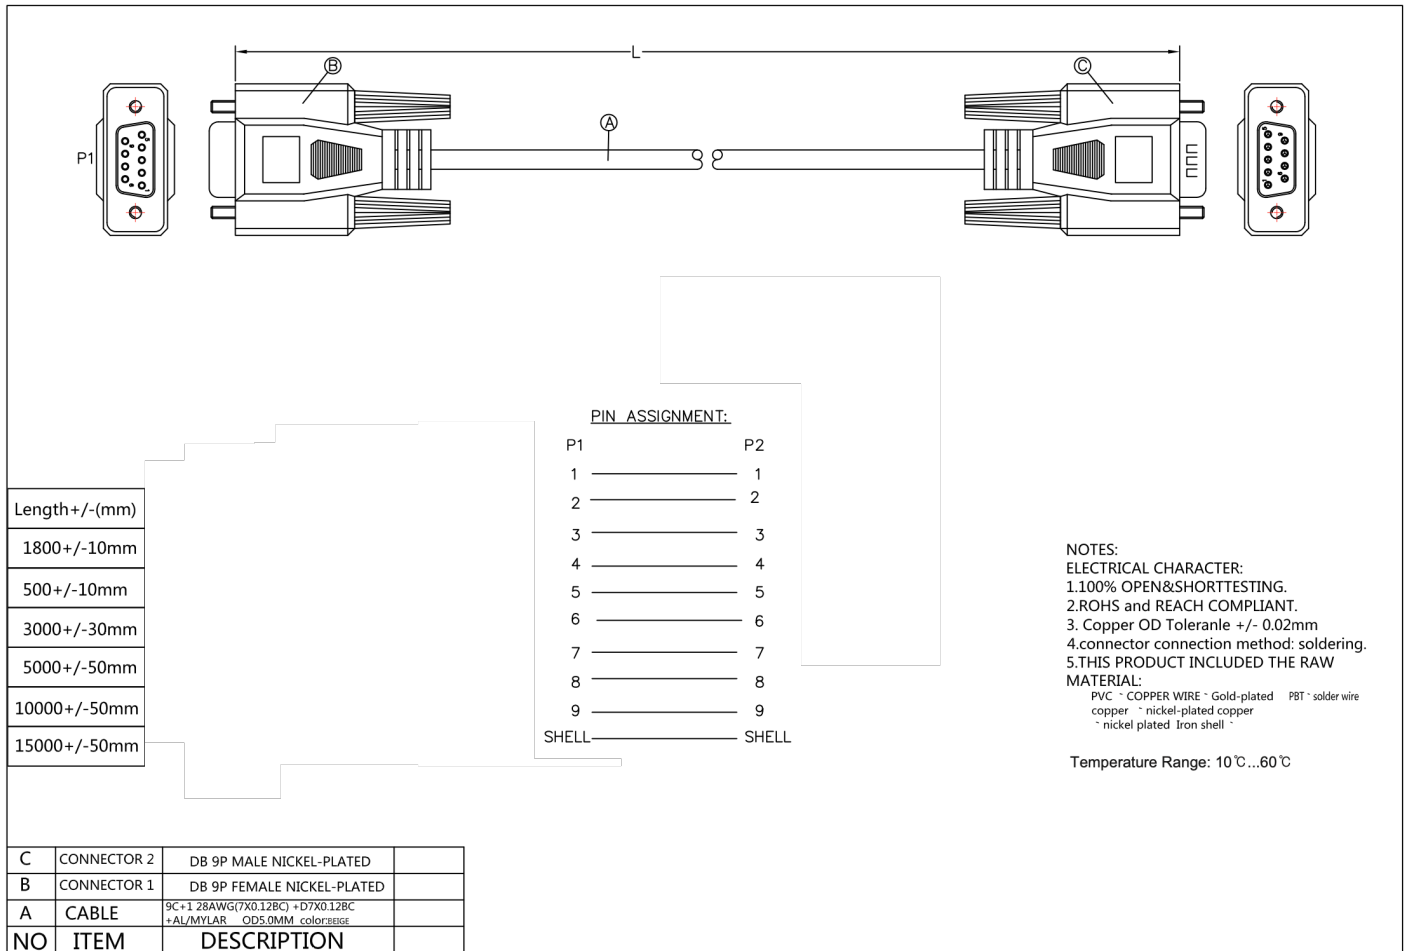 L
B
C
A
P1
PIN ASSIGNMENT:
P1 P2
1 1
2 2
3 3
4 4
5 5
6 6
7 7
8 8
9 9
SHELL SHELL
Length+/-(mm)
1800+/-10mm
500+/-10mm
3000+/-30mm
5000+/-50mm
10000+/-50mm
15000+/-50mm
NOTES:
ELECTRICAL CHARACTER:
1.100% OPEN&SHORTTESTING.
2.ROHS and REACH COMPLIANT.
3. Copper OD Toleranle +/- 0.02mm
4.connector connection method: soldering.
5.THIS PRODUCT INCLUDED THE RAW
MATERIAL:
PVC ` COPPER WIRE ` Gold-plated PBT ` solder wire
copper ` nickel-plated copper
` nickel plated Iron shell `
Temperature Range: 10℃...60℃
C CONNECTOR 2 DB 9P MALE NICKEL-PLATED
B CONNECTOR 1 DB 9P FEMALE NICKEL-PLATED
A CABLE 9C+1 28AWG(7X0.12BC) +D7X0.12BC
+AL/MYLAR OD5.0MM color:BEIGE
NO ITEM DESCRIPTION